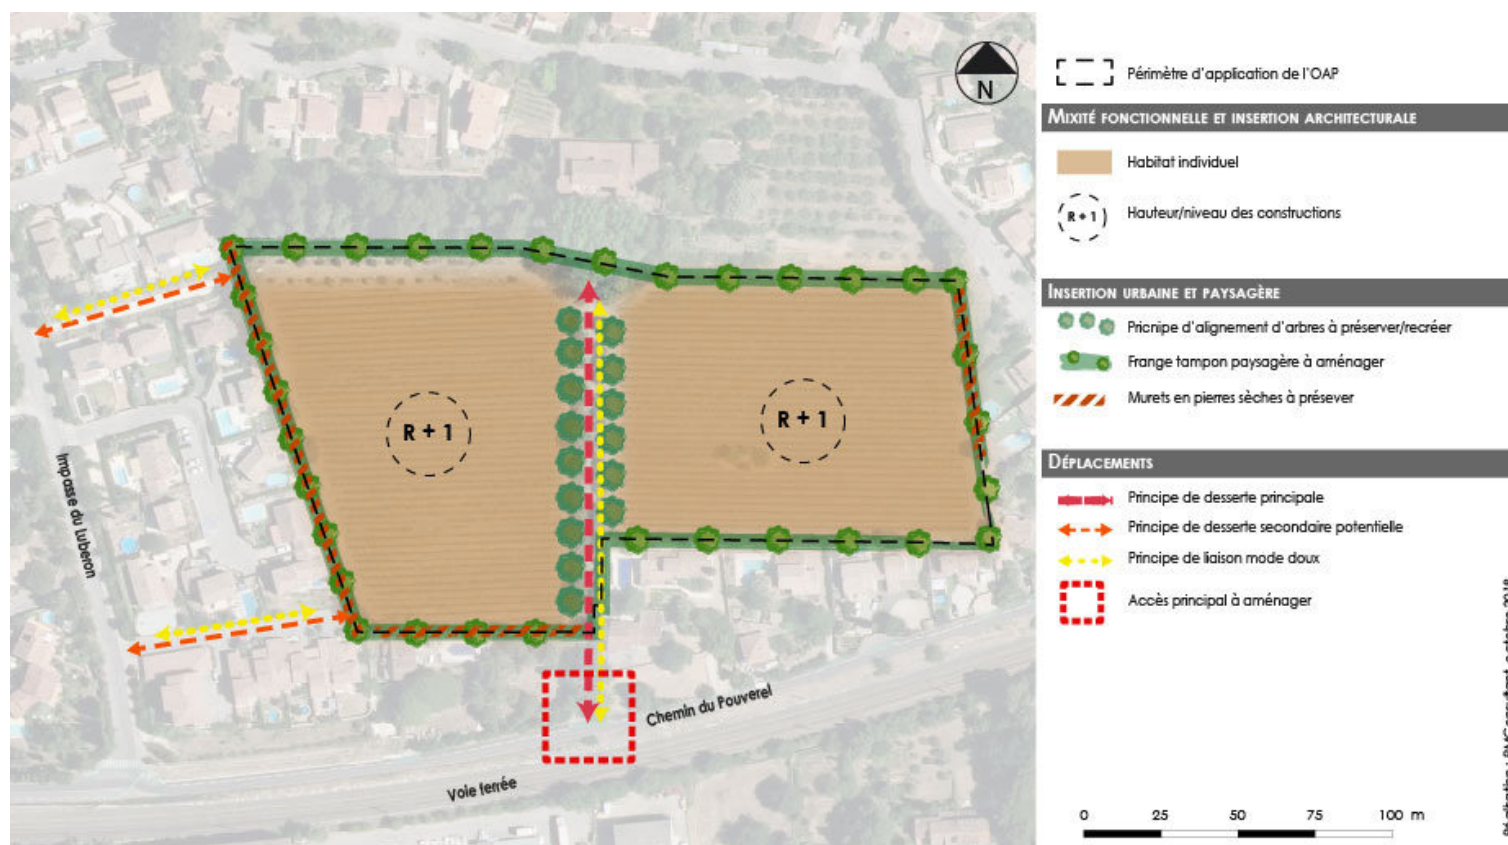 N
Périmètre d'application de l'OAP
MIXITÉ FONCTIONNELLE ET INSERTION ARCHITECTURALE
Habitat individuel
R + 1
Hauteur/niveau des constructions
INSERTION URBAINE ET PAYSAGÈRE
Pricnipe d'alignement d'arbres à préserver/recréer
Frange tampon paysagère à aménager
Murets en pierres sèches à présever
DÉPLACEMENTS
Principe de desserte principale
Principe de desserte secondaire potentielle
Principe de liaison mode doux
Accès principal à aménager
R + 1
R + 1
Impasse du Luberon
Chemin du Pouverel
Voie ferrée
0 25 50 75 100 m